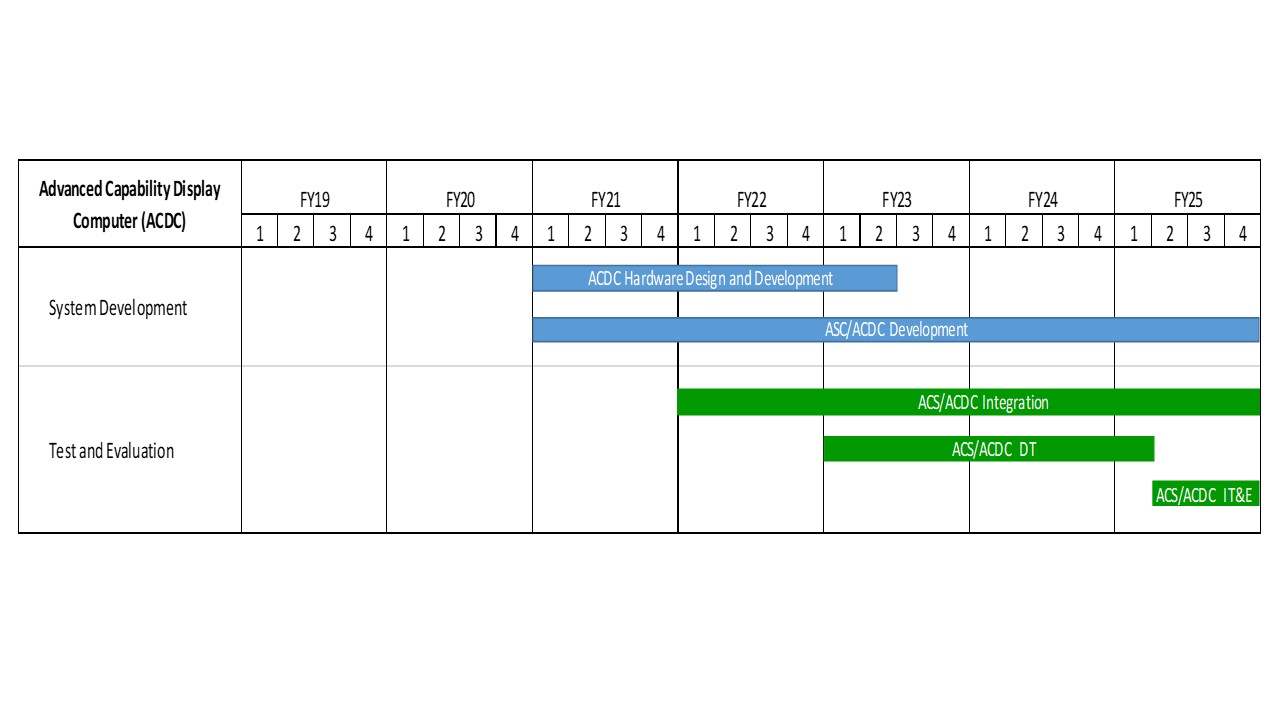 Advanced Capability Display
Computer (ACDC)
FY19 FY20 FY21 FY22 FY23 FY24 FY25
1 2 3 4 1 2 3 4 1 2 3 4 1 2 3 4 1 2 3 4 1 2 3 4 1 2 3 4
System Development
ACDC Hardware Design and Development
ASC/ACDC Development
Test and Evaluation
ACS/ACDC Integration
ACS/ACDC DT
ACS/ACDC IT&E